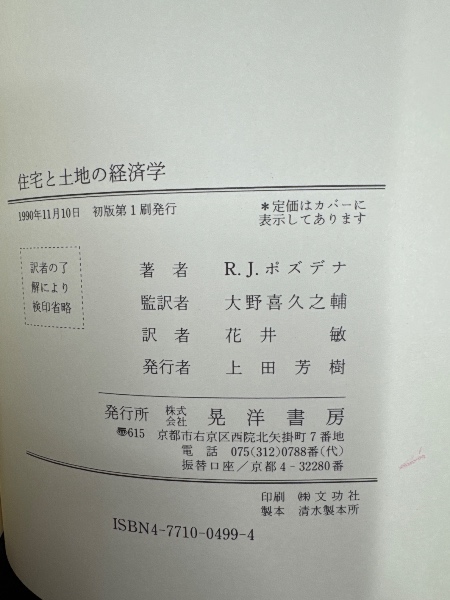 住宅と土地の経済学
1990年11月10日　初版第1刷発行
＊定価はカバーに
表示してあります
訳者の了
解により
検印省略
著者　R.J.ポズデナ
監訳者　大野喜久之輔
訳者　花井敏
発行者　上田芳樹
発行所　株式会社　晃洋書房
〠615　京都市右京区西院北矢掛町7番地
電話　075(312)0788番(代)
振替口座／京都4-32280番
印刷　㈱文功社
製本　清水製本所
ISBN4-7710-0499-4